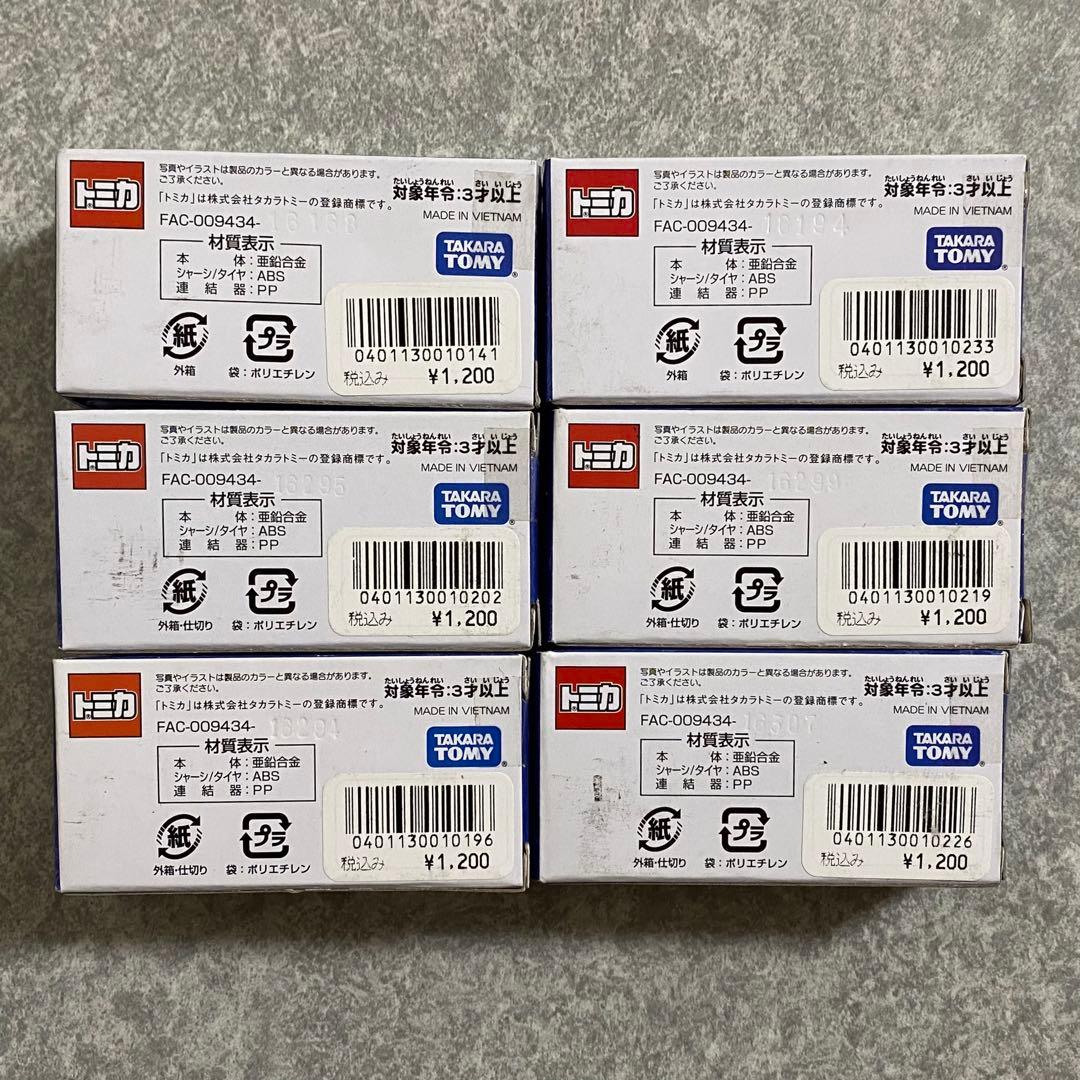 トミカ
写真やイラストは製品のカラーと異なる場合があります。
ご了承ください。
「トミカ」は株式会社タカラトミーの登録商標です。
たいしょうねんれい さいいじょう
対象年令:3才以上
MADE IN VIETNAM
FAC-009434-
材質表示
本体:亜鉛合金
シャーシ/タイヤ:ABS
連結器:PP
TAKARA
TOMY
紙
プラ
外箱
袋:ポリエチレン
0401130010141
税込み ¥1,200
トミカ
写真やイラストは製品のカラーと異なる場合があります。
ご了承ください。
「トミカ」は株式会社タカラトミーの登録商標です。
たいしょうねんれい さいいじょう
対象年令:3才以上
MADE IN VIETNAM
FAC-009434-16194
材質表示
本体:亜鉛合金
シャーシ/タイヤ:ABS
連結器:PP
TAKARA
TOMY
紙
プラ
外箱
袋:ポリエチレン
0401130010233
税込み ¥1,200
トミカ
写真やイラストは製品のカラーと異なる場合があります。
ご了承ください。
「トミカ」は株式会社タカラトミーの登録商標です。
たいしょうねんれい さいいじょう
対象年令:3才以上
MADE IN VIETNAM
FAC-009434-16295
材質表示
本体:亜鉛合金
シャーシ/タイヤ:ABS
連結器:PP
TAKARA
TOMY
紙
プラ
外箱・仕切り
袋:ポリエチレン
0401130010202
税込み ¥1,200
トミカ
写真やイラストは製品のカラーと異なる場合があります。
ご了承ください。
「トミカ」は株式会社タカラトミーの登録商標です。
たいしょうねんれい さいいじょう
対象年令:3才以上
MADE IN VIETNAM
FAC-009434-16299
材質表示
本体:亜鉛合金
シャーシ/タイヤ:ABS
連結器:PP
TAKARA
TOMY
紙
プラ
外箱・仕切り
袋:ポリエチレン
0401130010219
税込み ¥1,200
トミカ
写真やイラストは製品のカラーと異なる場合があります。
ご了承ください。
「トミカ」は株式会社タカラトミーの登録商標です。
たいしょうねんれい さいいじょう
対象年令:3才以上
MADE IN VIETNAM
FAC-009434-16294
材質表示
本体:亜鉛合金
シャーシ/タイヤ:ABS
連結器:PP
TAKARA
TOMY
紙
プラ
外箱・仕切り
袋:ポリエチレン
0401130010196
税込み ¥1,200
トミカ
写真やイラストは製品のカラーと異なる場合があります。
ご了承ください。
「トミカ」は株式会社タカラトミーの登録商標です。
たいしょうねんれい さいいじょう
対象年令:3才以上
MADE IN VIETNAM
FAC-009434-
材質表示
本体:亜鉛合金
シャーシ/タイヤ:ABS
連結器:PP
TAKARA
TOMY
紙
プラ
外箱・仕切り
袋:ポリエチレン
0401130010226
税込み ¥1,200